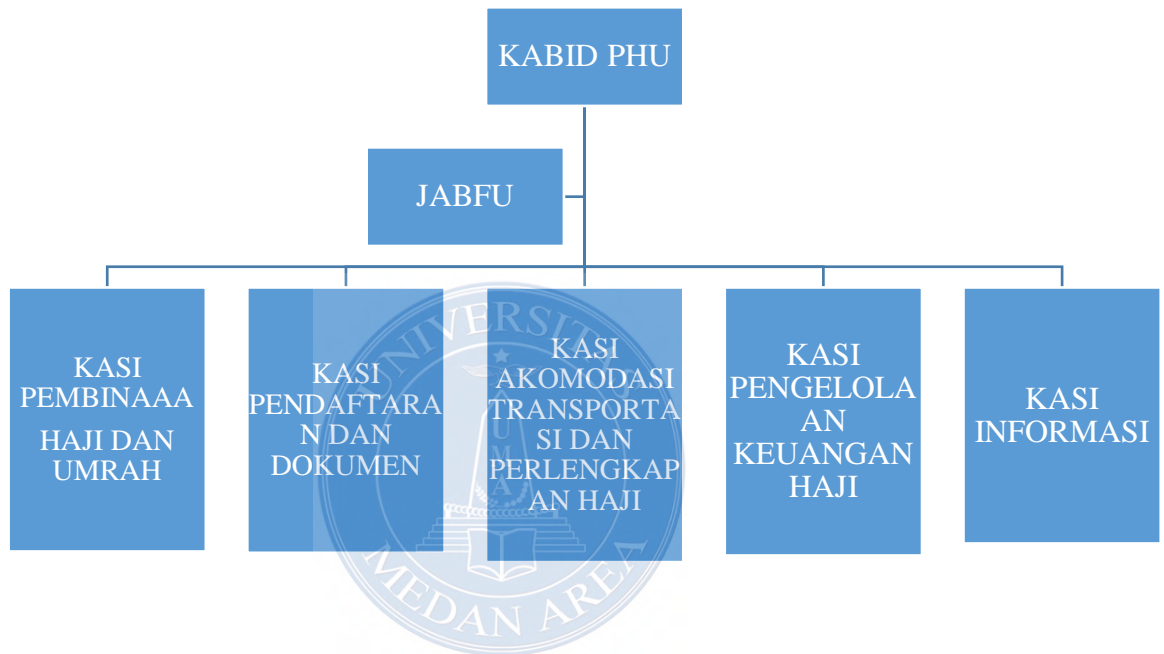 KABID PHU
JABFU
KASI
PEMBINAAA
HAJI DAN
UMRAH
KASI
PENDAFTARA
N DAN
DOKUMEN
KASI
AKOMODASI
TRANSPORTA
SI DAN
PERLENGKAP
AN HAJI
KASI
PENGELOLA
AN
KEUANGAN
HAJI
KASI
INFORMASI
UNIVERSITAS
MEDAN AREA
UMA